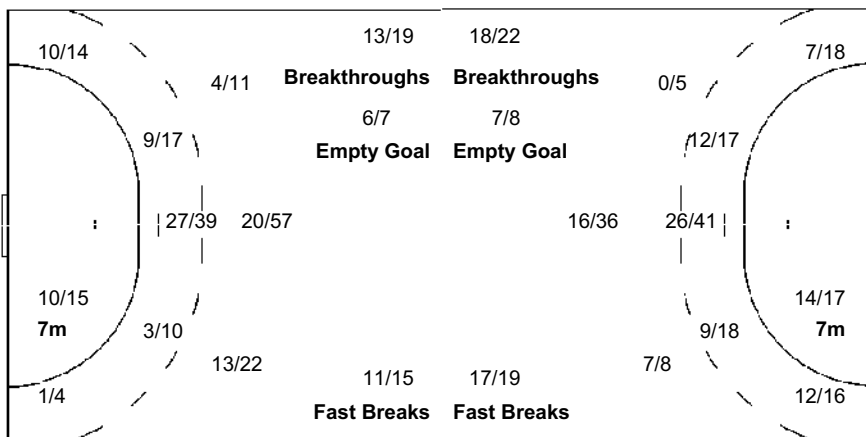 13/19 18/22
10/14 7/18
Breakthroughs Breakthroughs
4/11 0/5
6/7 7/8
9/17 12/17
Empty Goal Empty Goal
27/39 20/57 16/36 26/41
10/15 14/17
7m 3/10 9/18 7m
13/22 7/8
11/15 17/19
1/4 12/16
Fast Breaks Fast Breaks